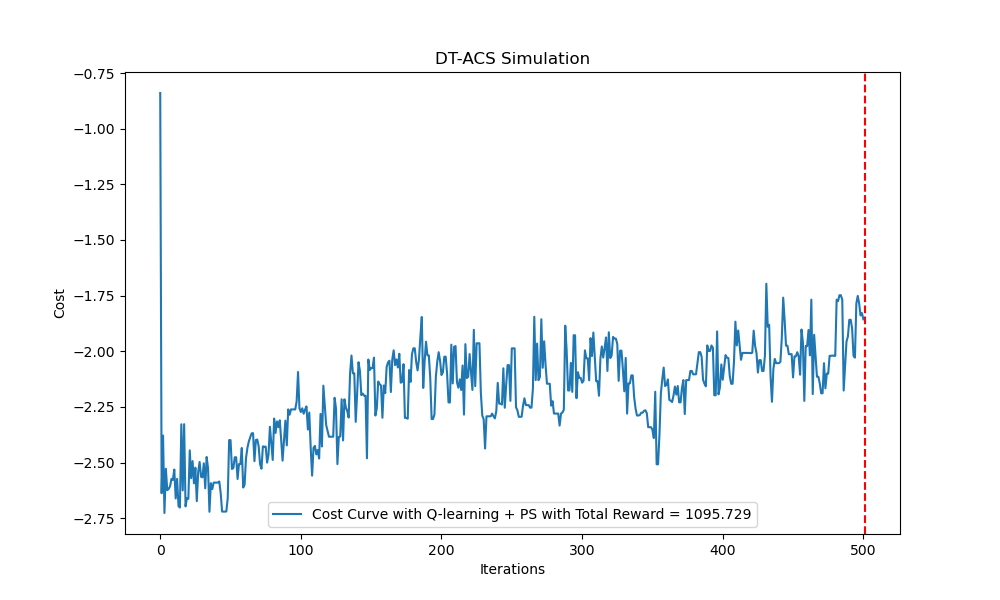 DT-ACS Simulation
−0.75
−1.00
−1.25
−1.50
−1.75
−2.00
−2.25
−2.50
−2.75
Cost
Cost Curve with Q-learning + PS with Total Reward = 1095.729
0 100 200 300 400 500
Iterations